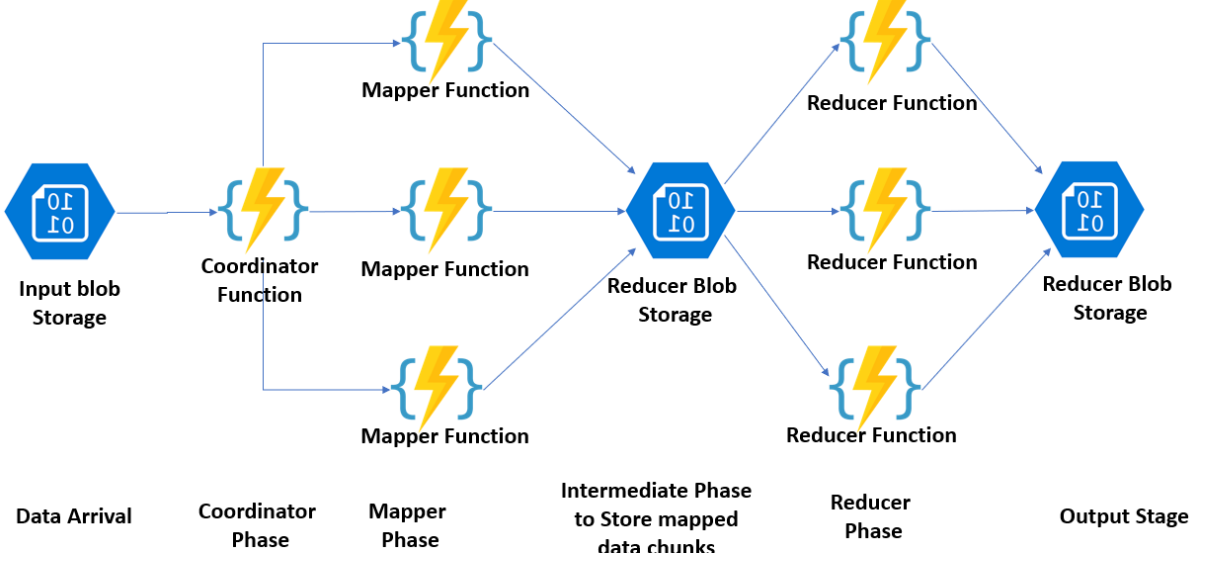 Mapper Function
Reducer Function
Coordinator
Function
Mapper Function
Reducer Function
Input blob
Storage
Reducer Blob
Storage
Reducer Blob
Storage
Mapper Function
Reducer Function
Data Arrival
Coordinator
Phase
Mapper
Phase
Intermediate Phase
to Store mapped
data chunks
Reducer
Phase
Output Stage